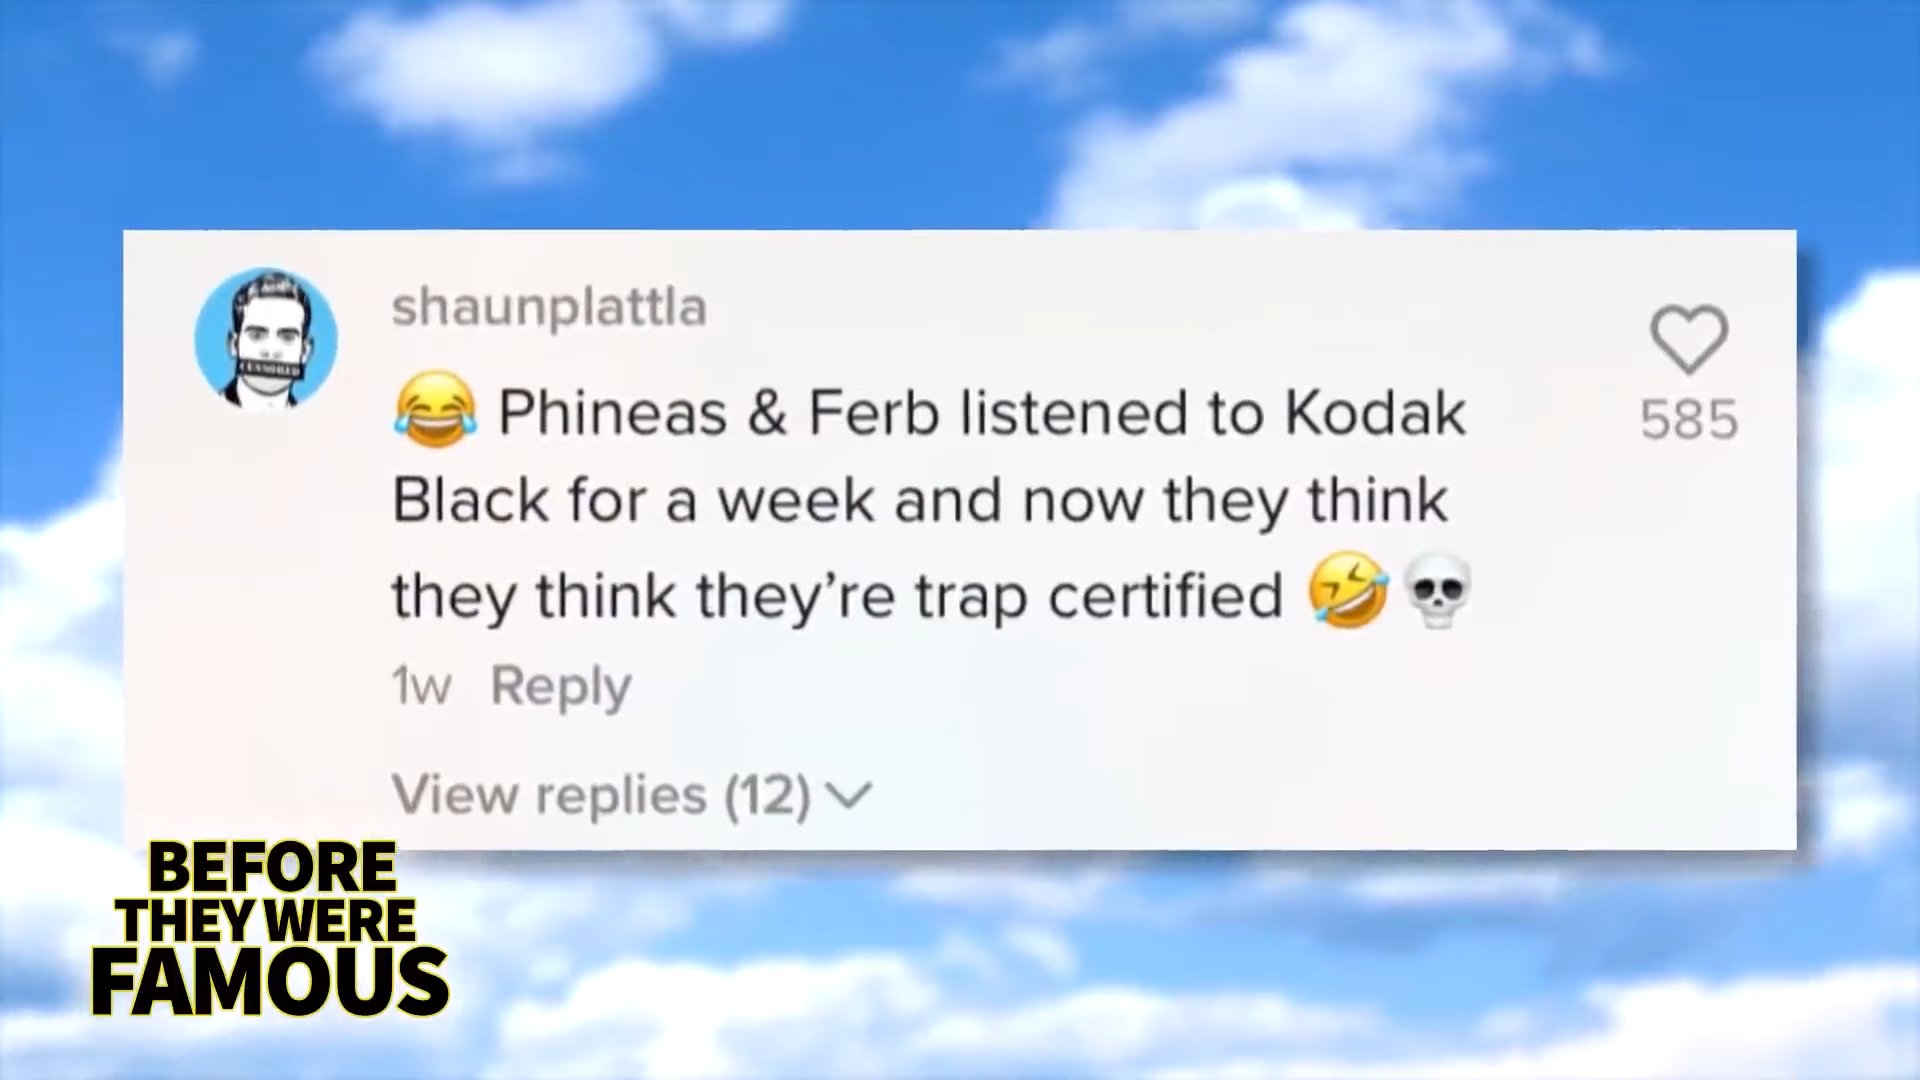 shaunplattla
😂 Phineas & Ferb listened to Kodak
Black for a week and now they think
they think they’re trap certified 🤣💀
585
1w Reply
View replies (12)
CENSORED
BEFORE
THEY WERE
FAMOUS